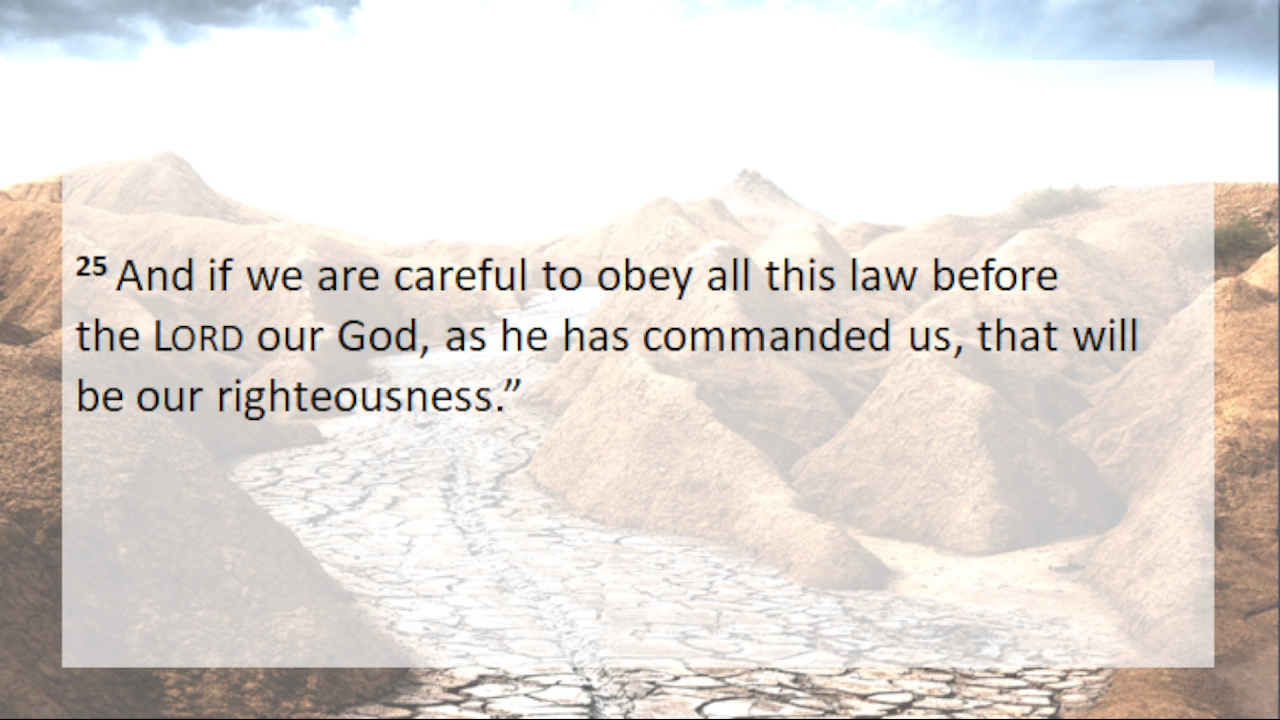 25 And if we are careful to obey all this law before
the LORD our God, as he has commanded us, that will
be our righteousness.”